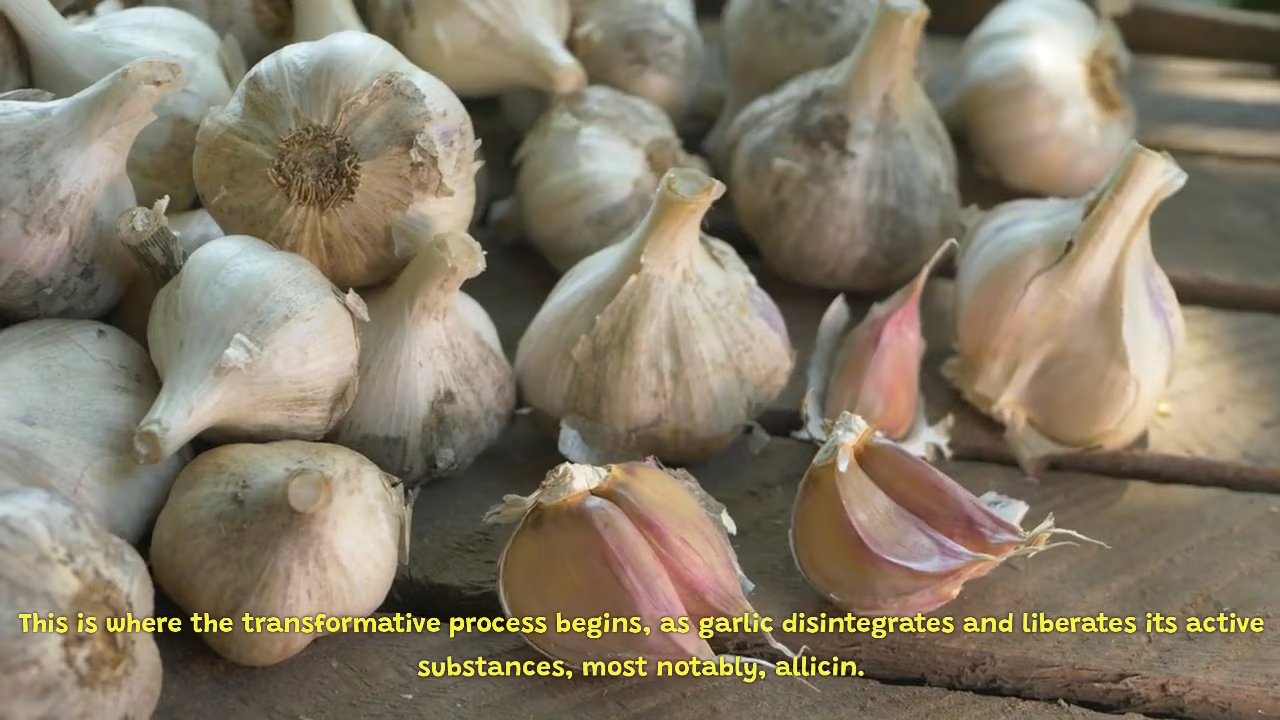 This is where the transformative process begins, as garlic disintegrates and liberates its active
substances, most notably, allicin.